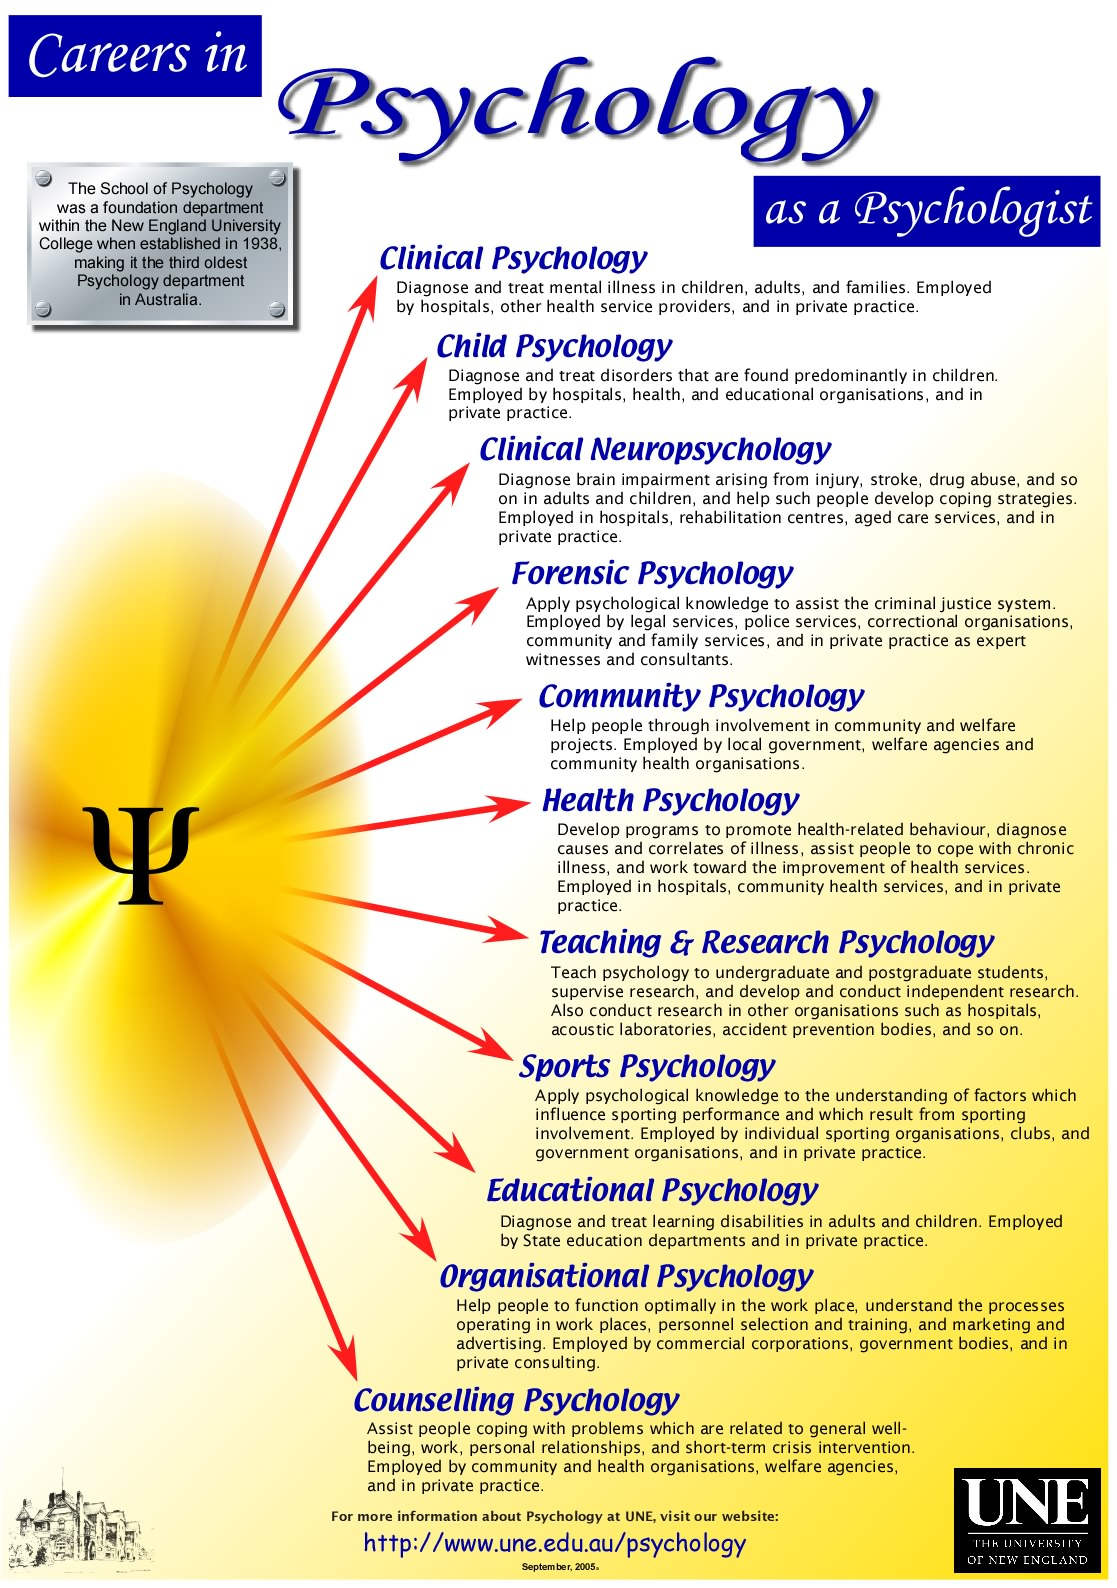 Careers in
Psychology
as a Psychologist
The School of Psychology
was a foundation department
within the New England University
College when established in 1938,
making it the third oldest
Psychology department
in Australia.
Clinical Psychology
Diagnose and treat mental illness in children, adults, and families. Employed
by hospitals, other health service providers, and in private practice.
Child Psychology
Diagnose and treat disorders that are found predominantly in children.
Employed by hospitals, health, and educational organisations, and in
private practice.
Clinical Neuropsychology
Diagnose brain impairment arising from injury, stroke, drug abuse, and so
on in adults and children, and help such people develop coping strategies.
Employed in hospitals, rehabilitation centres, aged care services, and in
private practice.
Forensic Psychology
Apply psychological knowledge to assist the criminal justice system.
Employed by legal services, police services, correctional organisations,
community and family services, and in private practice as expert
witnesses and consultants.
Community Psychology
Help people through involvement in community and welfare
projects. Employed by local government, welfare agencies and
community health organisations.
Health Psychology
Develop programs to promote health-related behaviour, diagnose
causes and correlates of illness, assist people to cope with chronic
illness, and work toward the improvement of health services.
Employed in hospitals, community health services, and in private
practice.
Ψ
Teaching & Research Psychology
Teach psychology to undergraduate and postgraduate students,
supervise research, and develop and conduct independent research.
Also conduct research in other organisations such as hospitals,
acoustic laboratories, accident prevention bodies, and so on.
Sports Psychology
Apply psychological knowledge to the understanding of factors which
influence sporting performance and which result from sporting
involvement. Employed by individual sporting organisations, clubs, and
government organisations, and in private practice.
Educational Psychology
Diagnose and treat learning disabilities in adults and children. Employed
by State education departments and in private practice.
Organisational Psychology
Help people to function optimally in the work place, understand the processes
operating in work places, personnel selection and training, and marketing and
advertising. Employed by commercial corporations, government bodies, and in
private consulting.
Counselling Psychology
Assist people coping with problems which are related to general well-
being, work, personal relationships, and short-term crisis intervention.
Employed by community and health organisations, welfare agencies,
and in private practice.
For more information about Psychology at UNE, visit our website:
http://www.une.edu.au/psychology
September, 2005.
UNE
THE UNIVERSITY
OF NEW ENGLAND